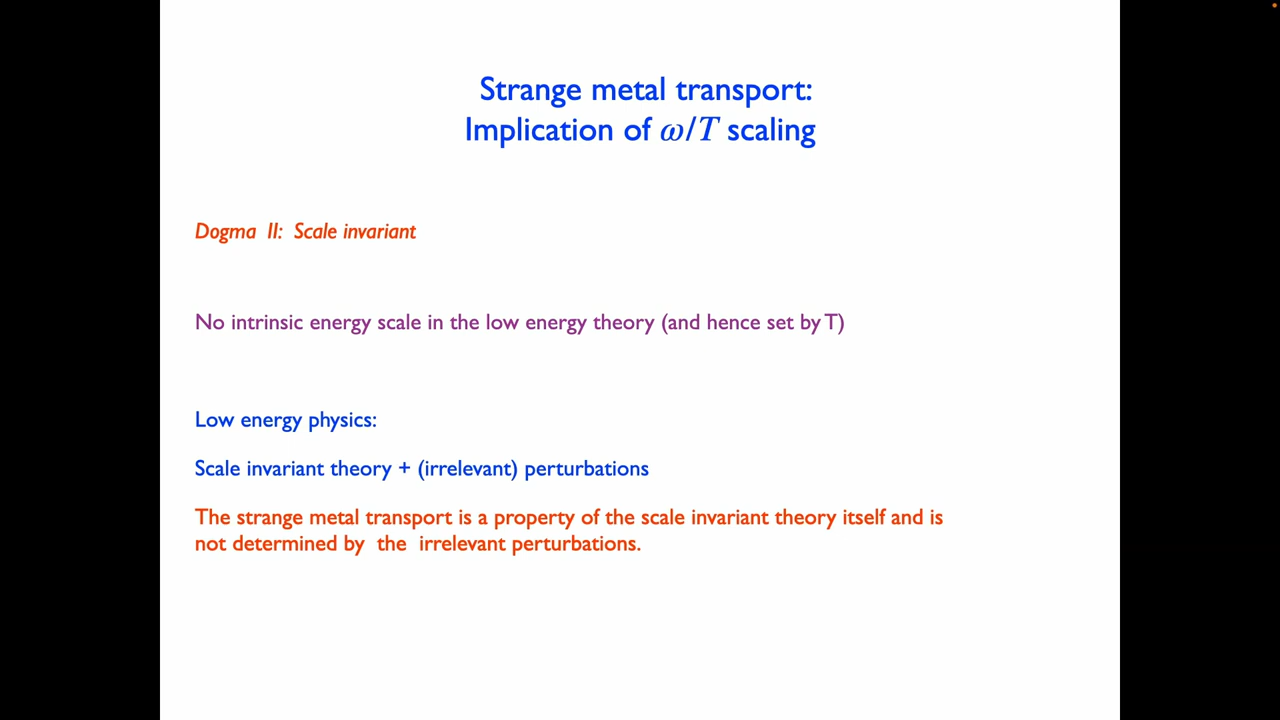 Strange metal transport:
Implication of ω/T scaling
Dogma II: Scale invariant
No intrinsic energy scale in the low energy theory (and hence set by T)
Low energy physics:
Scale invariant theory + (irrelevant) perturbations
The strange metal transport is a property of the scale invariant theory itself and is
not determined by the irrelevant perturbations.